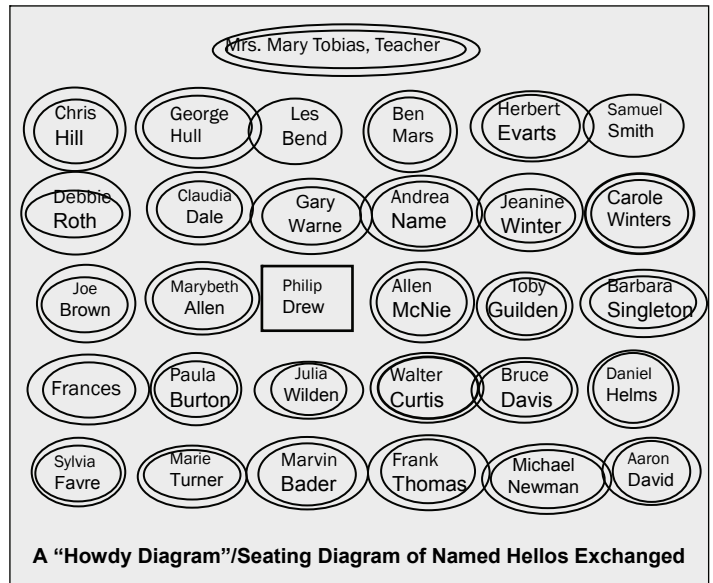 Mrs. Mary Tobias, Teacher
Chris
Hill
George
Hull
Les
Bend
Ben
Mars
Herbert
Evarts
Samuel
Smith
Debbie
Roth
Claudia
Dale
Gary
Warne
Andrea
Name
Jeanine
Winter
Carole
Winters
Joe
Brown
Marybeth
Allen
Philip
Drew
Allen
McNie
Toby
Guilden
Barbara
Singleton
Frances
Paula
Burton
Julia
Wilden
Walter
Curtis
Bruce
Davis
Daniel
Helms
Sylvia
Favre
Marie
Turner
Marvin
Bader
Frank
Thomas
Michael
Newman
Aaron
David
A “Howdy Diagram”/Seating Diagram of Named Hellos Exchanged